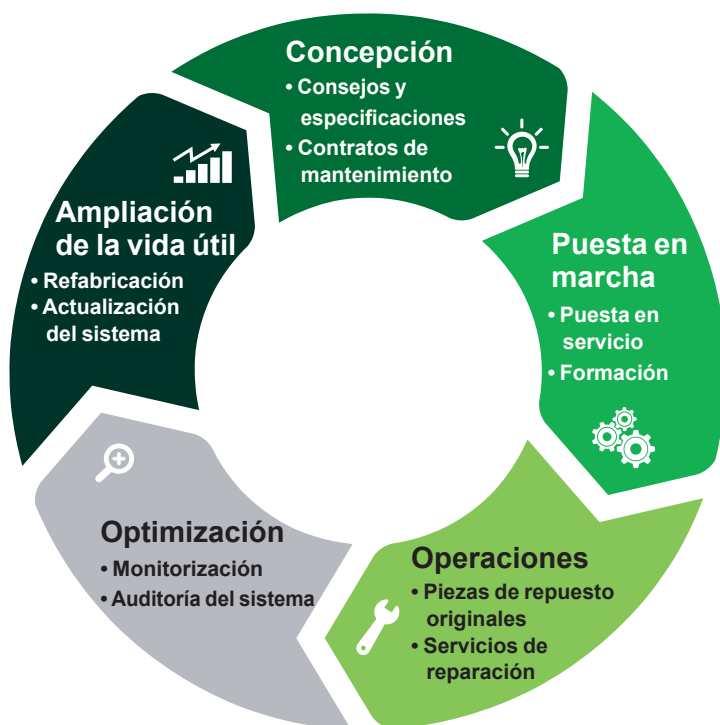 Concepción
• Consejos y
especificaciones
• Contratos de
mantenimiento
Puesta en
marcha
• Puesta en
servicio
• Formación
Operaciones
• Piezas de repuesto
originales
• Servicios de
reparación
Optimización
• Monitorización
• Auditoría del sistema
Ampliación
de la vida útil
• Refabricación
• Actualización
del sistema